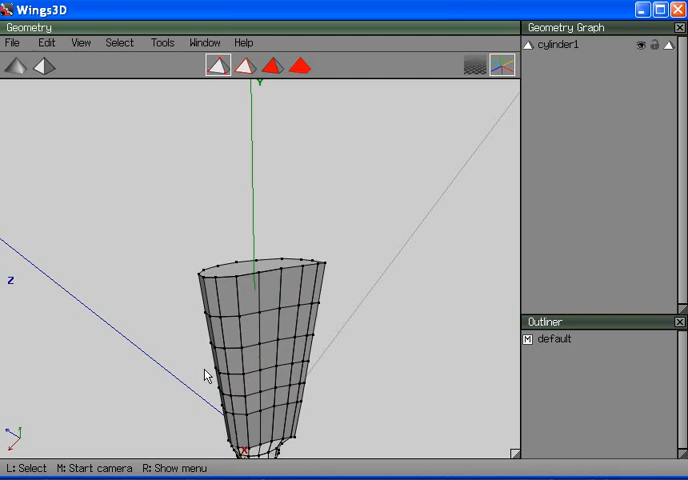 Wings3D
Geometry
File Edit View Select Tools Window Help
Y
Z
X
L: Select M: Start camera R: Show menu
Geometry Graph
cylinder1
Outliner
M default